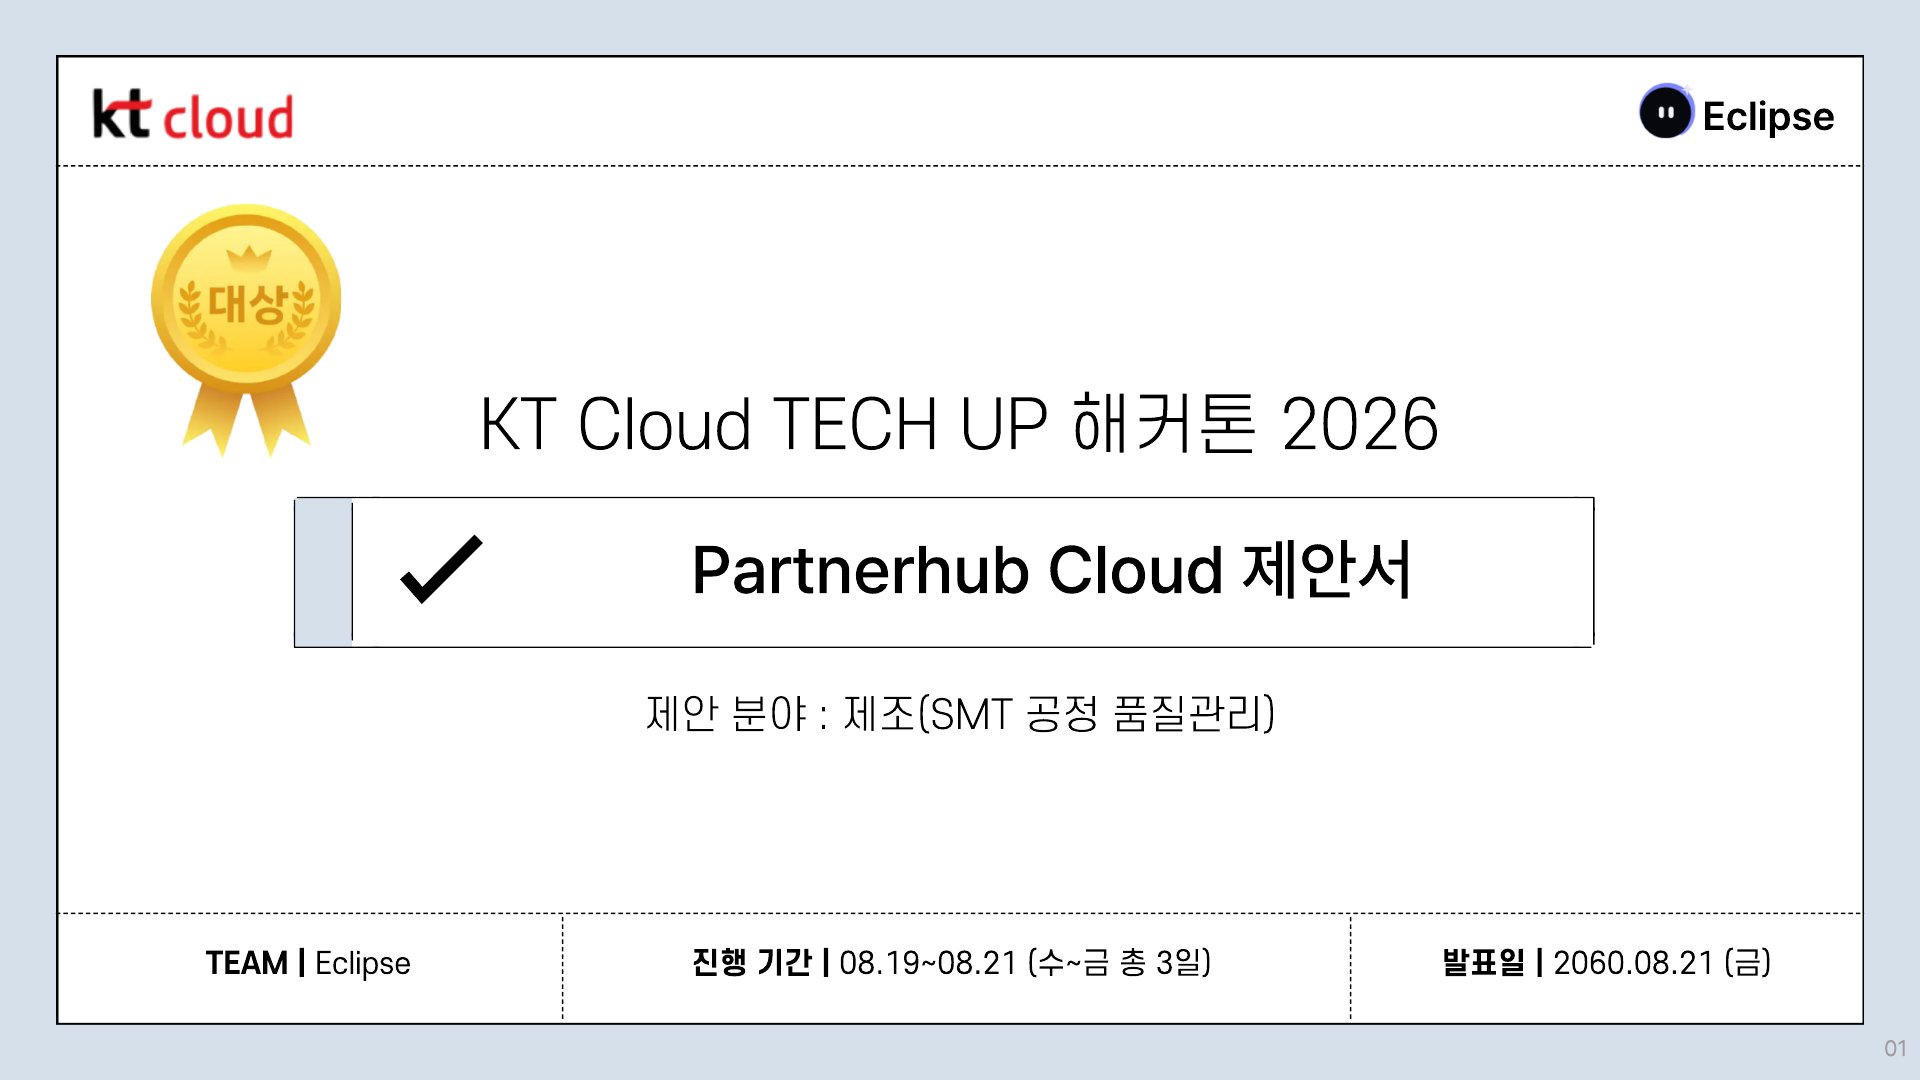 kt cloud
Eclipse
대상
KT Cloud TECH UP 해커톤 2026
Partnerhub Cloud 제안서
제안 분야 : 제조(SMT 공정 품질관리)
TEAM | Eclipse
진행 기간 | 08.19~08.21 (수~금 총 3일)
발표일 | 2060.08.21 (금)
01